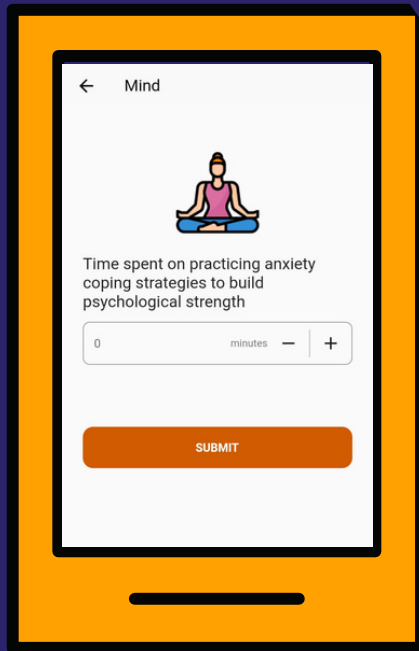 Mind
Time spent on practicing anxiety
coping strategies to build
psychological strength
0 minutes
SUBMIT